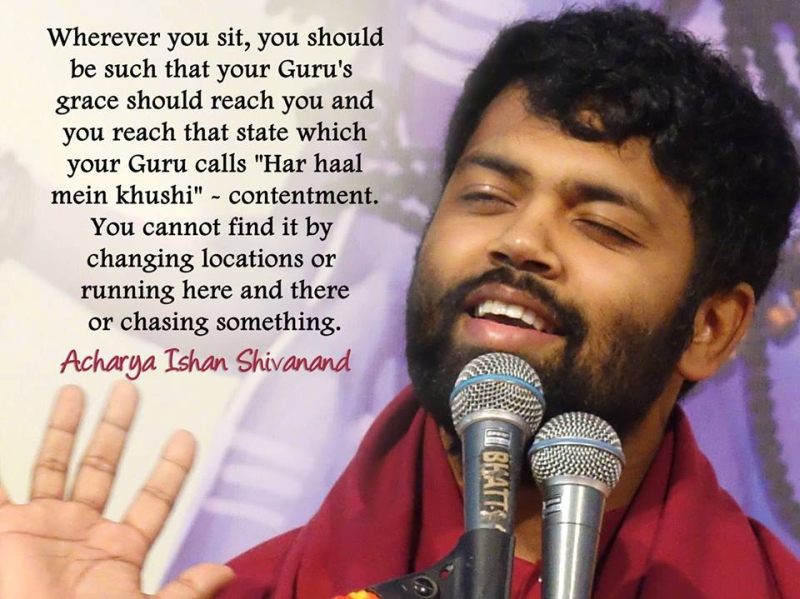 Wherever you sit, you should
be such that your Guru's
grace should reach you and
you reach that state which
your Guru calls "Har haal
mein khushi" ~ contentment.
You cannot find it by
changing locations or
running here and there
or chasing something.
Acharya Ishan Shivanand